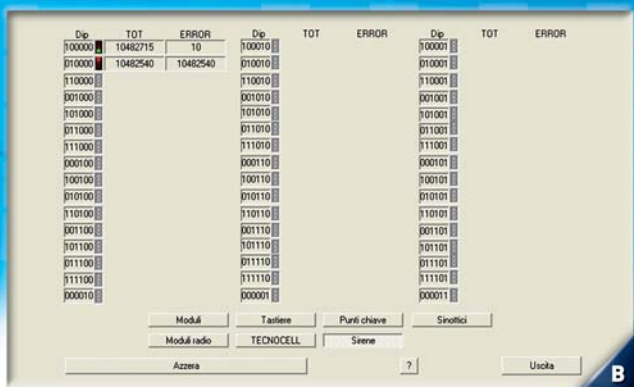 Dip TOT ERROR Dip TOT ERROR Dip TOT ERROR
100000 10482715 10 100010 100001
010000 10482540 10482540 010010 010001
110000 110010 110001
001000 001010 001001
101000 101010 101001
011000 011010 011001
111000 111010 111001
000100 000110 000101
100100 100110 100101
010100 010110 010101
110100 110110 110101
001100 001110 001101
101100 101110 101101
011100 011110 011101
111100 111110 111101
000010 000001 000011
Moduli Tastiere Punti chiave Sinottici
Moduli radio TECNOCELL Sirene
Azzera ? Uscita
B